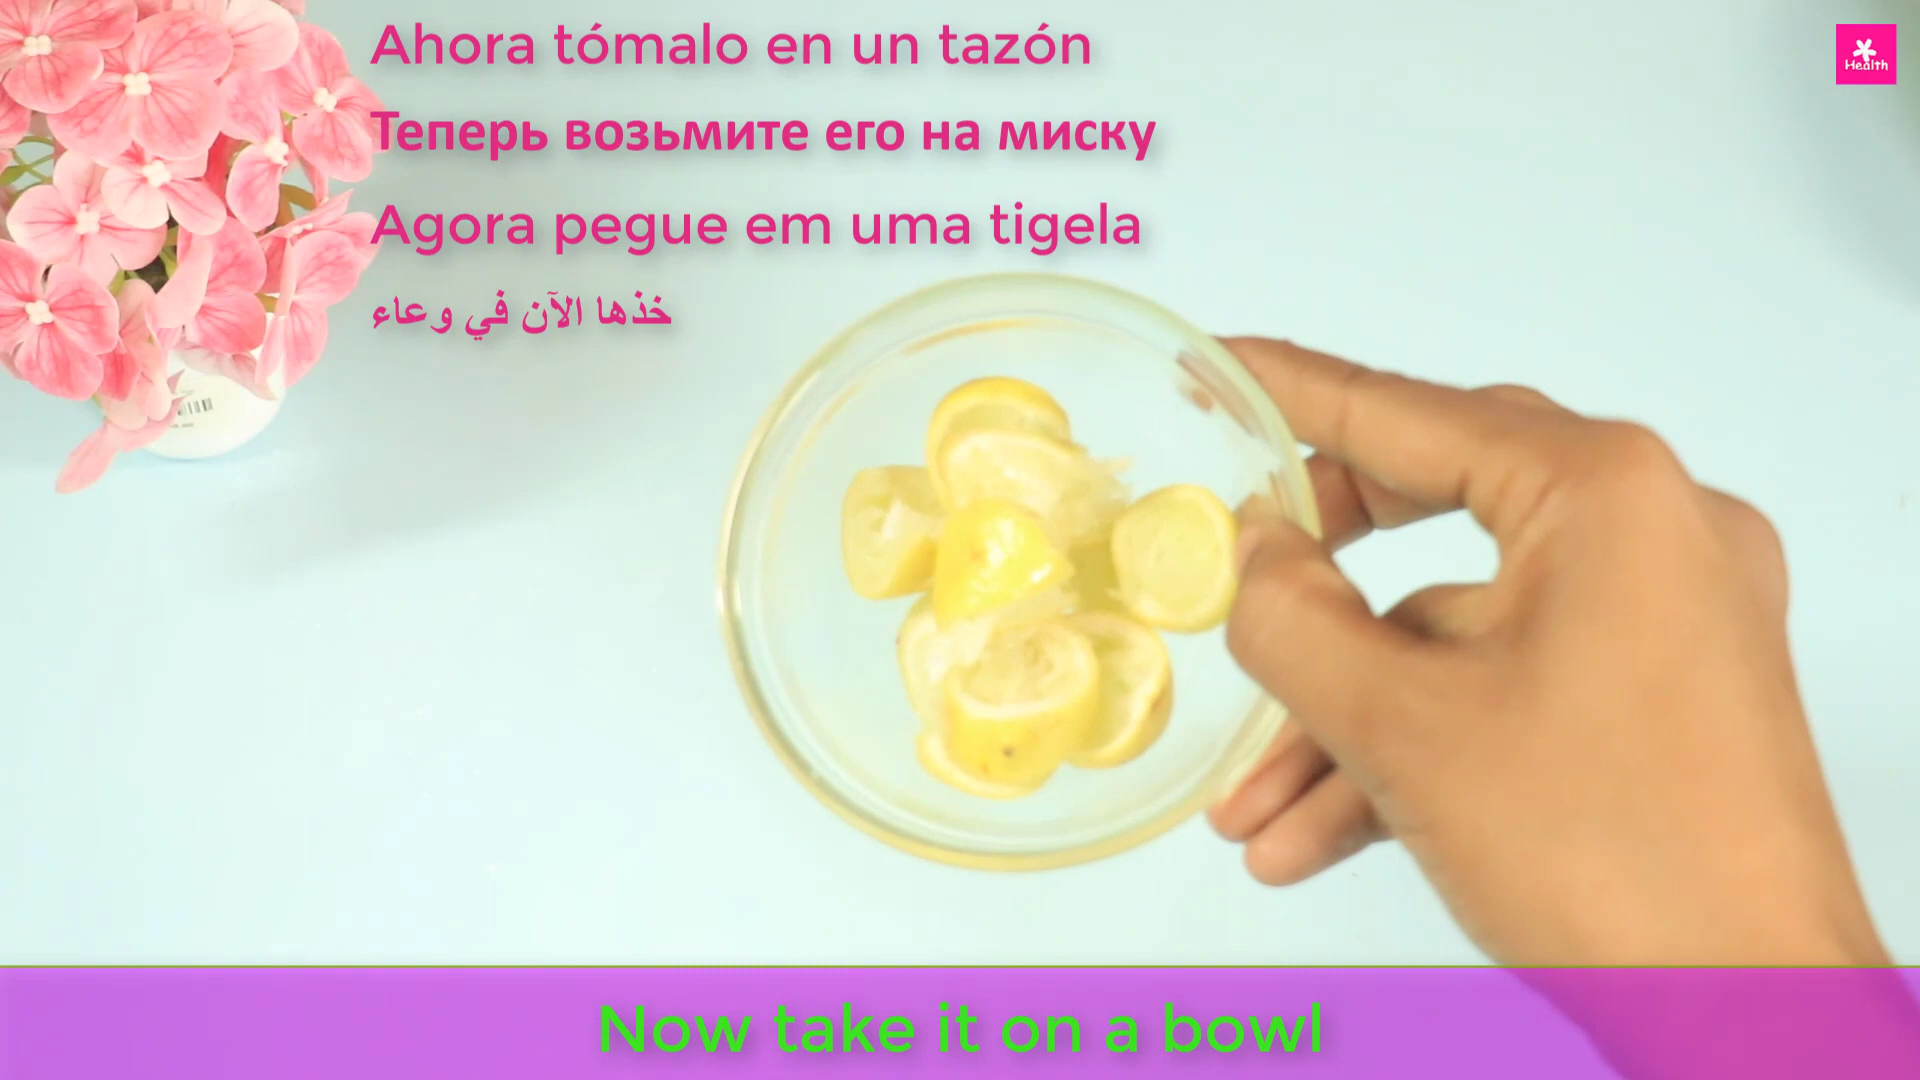 Ahora tómalo en un tazón
Health
Теперь возьмите его на миску
Agora pegue em uma tigela
خذها الآن في وعاء
Now take it on a bowl